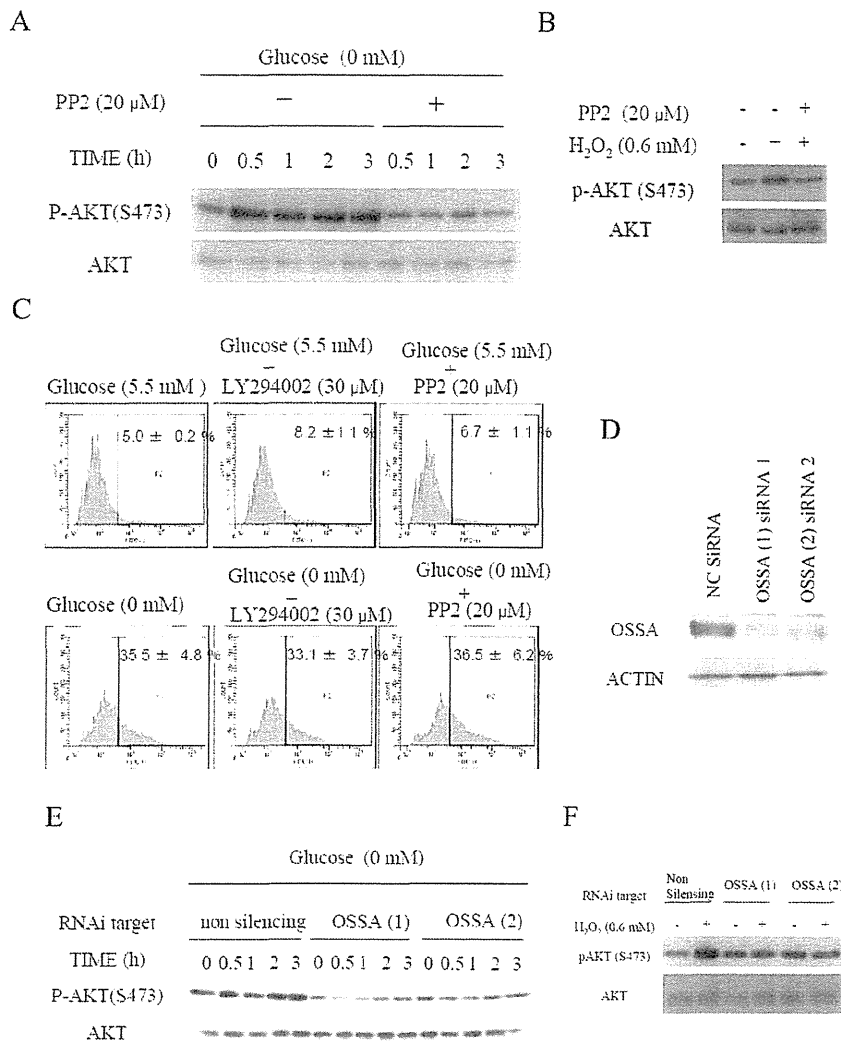 A
Glucose (0 mM)
PP2 (20 µM) − +
TIME (h) 0 0.5 1 2 3 0.5 1 2 3
P-AKT(S473)
AKT
B
PP2 (20 µM) - - +
H₂O₂ (0.6 mM) - − +
p-AKT (S473)
AKT
C
Glucose (5.5 mM )
5.0 ± 0.2 %
Glucose (5.5 mM)
−
LY294002 (30 µM)
8.2 ± 1.1 %
Glucose (5.5 mM)
+
PP2 (20 µM)
6.7 ± 1.1 %
Glucose (0 mM)
35.5 ± 4.8 %
Glucose (0 mM)
−
LY294002 (30 µM)
33.1 ± 3.7 %
Glucose (0 mM)
+
PP2 (20 µM)
36.5 ± 6.2 %
D
NC SiRNA
OSSA (1) siRNA 1
OSSA (2) siRNA 2
OSSA
ACTIN
E
Glucose (0 mM)
RNAi target non silencing OSSA (1) OSSA (2)
TIME (h) 0 0.5 1 2 3 0 0.5 1 2 3 0 0.5 1 2 3
P-AKT(S473)
AKT
F
RNAi target Non Silensing OSSA (1) OSSA (2)
H₂O₂ (0.6 mM) - + - + - +
pAKT (S473)
AKT